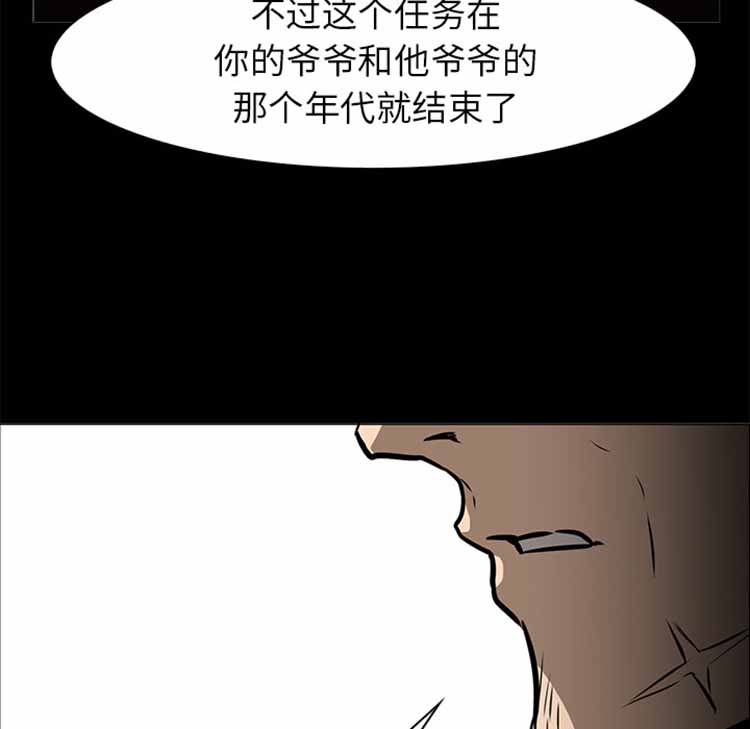 不过这个任务在
你的爷爷和他爷爷的
那个年代就结束了